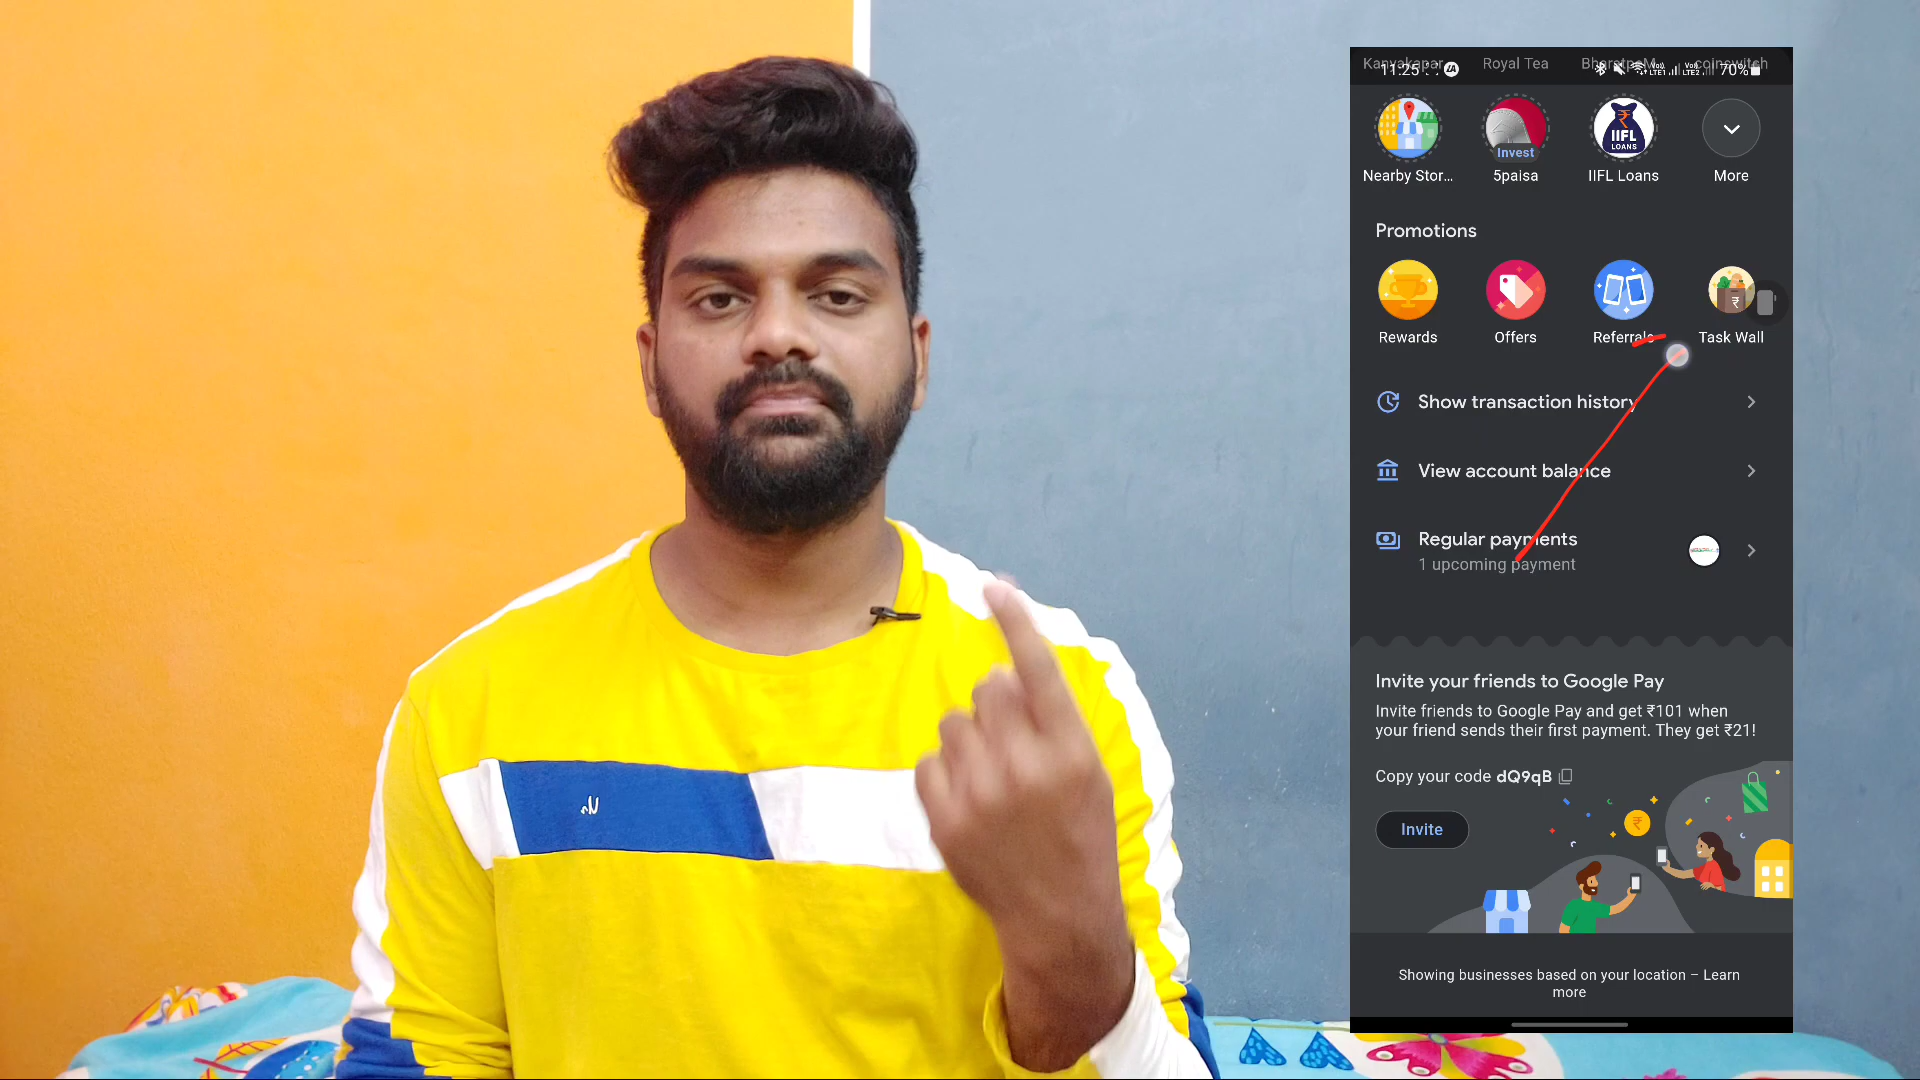 Royal Tea
11:25
70%
Invest
IIFL
LOANS
Nearby Stor...
5paisa
IIFL Loans
More
Promotions
Rewards
Offers
Referrals
Task Wall
Show transaction history
View account balance
Regular payments
1 upcoming payment
Invite your friends to Google Pay
Invite friends to Google Pay and get ₹101 when
your friend sends their first payment. They get ₹21!
Copy your code dQ9qB
Invite
Showing businesses based on your location – Learn
more